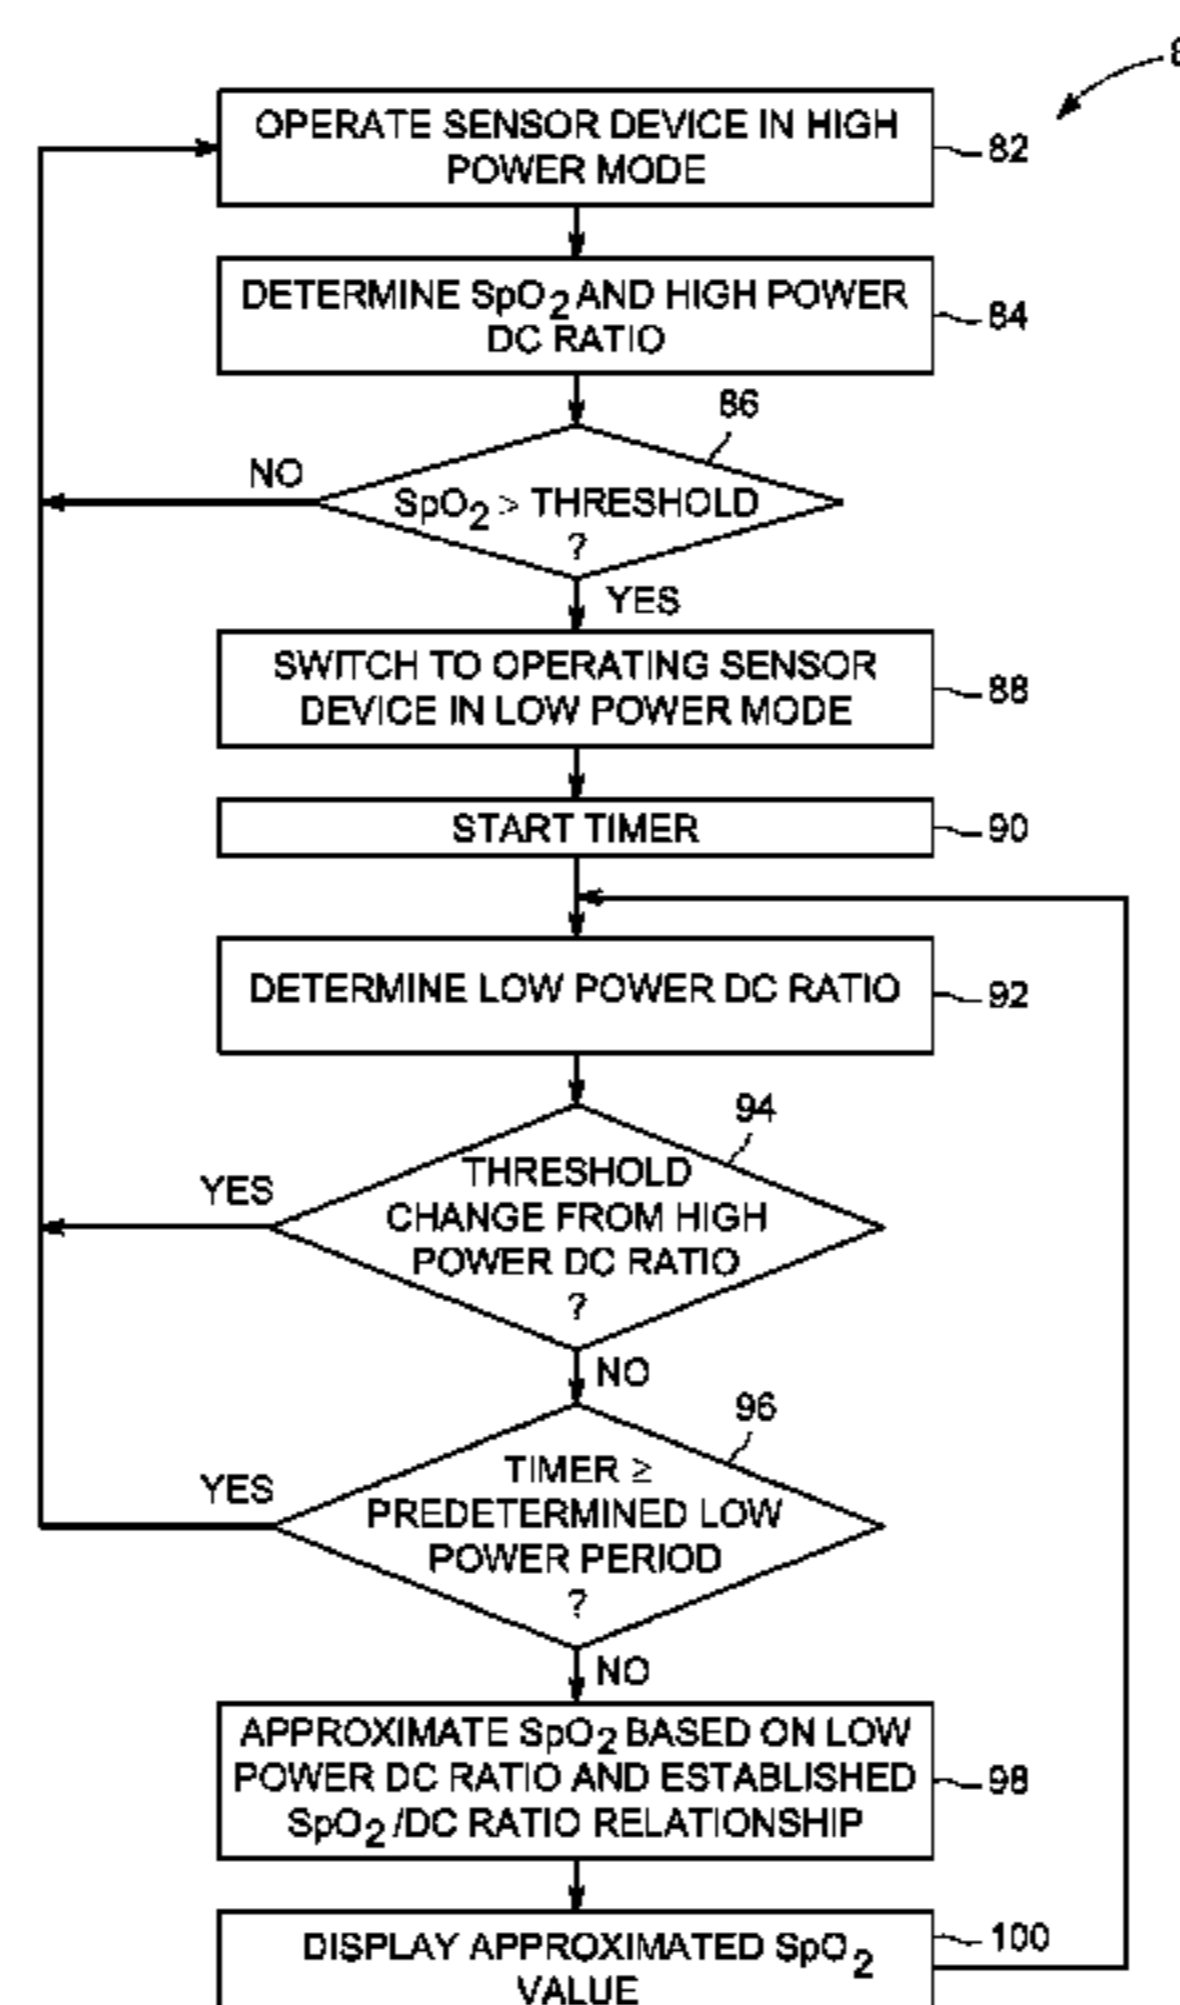 OPERATE SENSOR DEVICE IN HIGH
POWER MODE
82
DETERMINE SpO2 AND HIGH POWER
DC RATIO
84
86
NO
SpO2 > THRESHOLD
?
YES
SWITCH TO OPERATING SENSOR
DEVICE IN LOW POWER MODE
88
START TIMER
90
DETERMINE LOW POWER DC RATIO
92
94
YES
THRESHOLD
CHANGE FROM HIGH
POWER DC RATIO
?
NO
96
YES
TIMER ≥
PREDETERMINED LOW
POWER PERIOD
?
NO
APPROXIMATE SpO2 BASED ON LOW
POWER DC RATIO AND ESTABLISHED
SpO2 /DC RATIO RELATIONSHIP
98
DISPLAY APPROXIMATED SpO2
VALUE
100